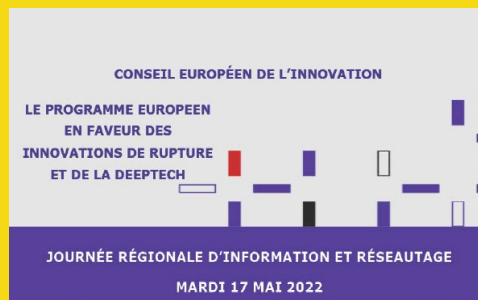 CONSEIL EUROPÉEN DE L'INNOVATION
LE PROGRAMME EUROPEEN
EN FAVEUR DES
INNOVATIONS DE RUPTURE
ET DE LA DEEPTECH
JOURNÉE RÉGIONALE D'INFORMATION ET RÉSEAUTAGE
MARDI 17 MAI 2022